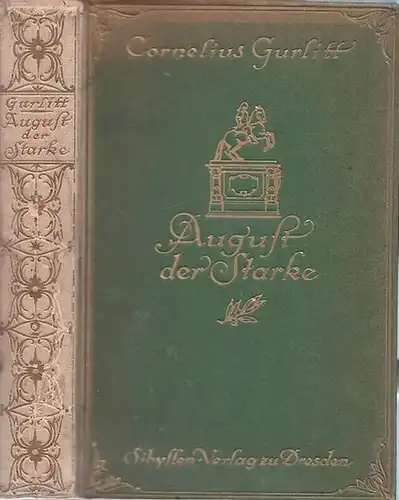 Gurlitt
August
der
Starke
Cornelius Gurlitt
August
der Starke
Sibyllen-Verlag zu Dresden